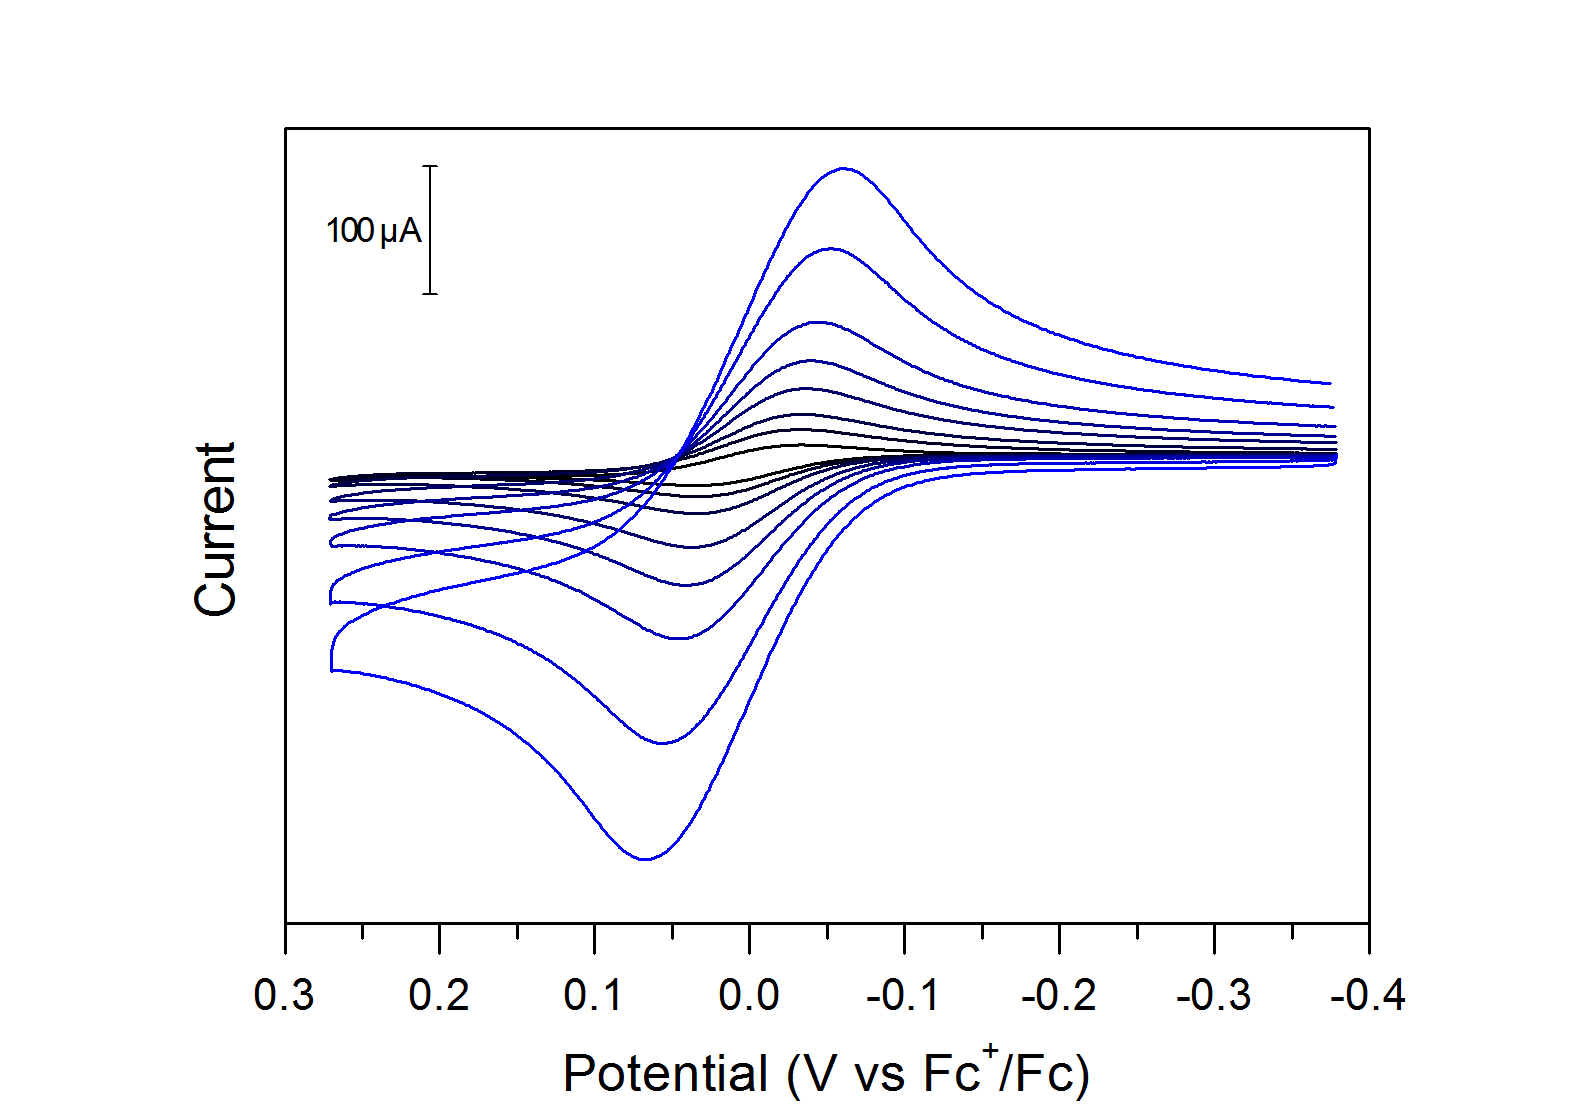 100 µA
Current
0.3 0.2 0.1 0.0 -0.1 -0.2 -0.3 -0.4
Potential (V vs Fc⁺/Fc)